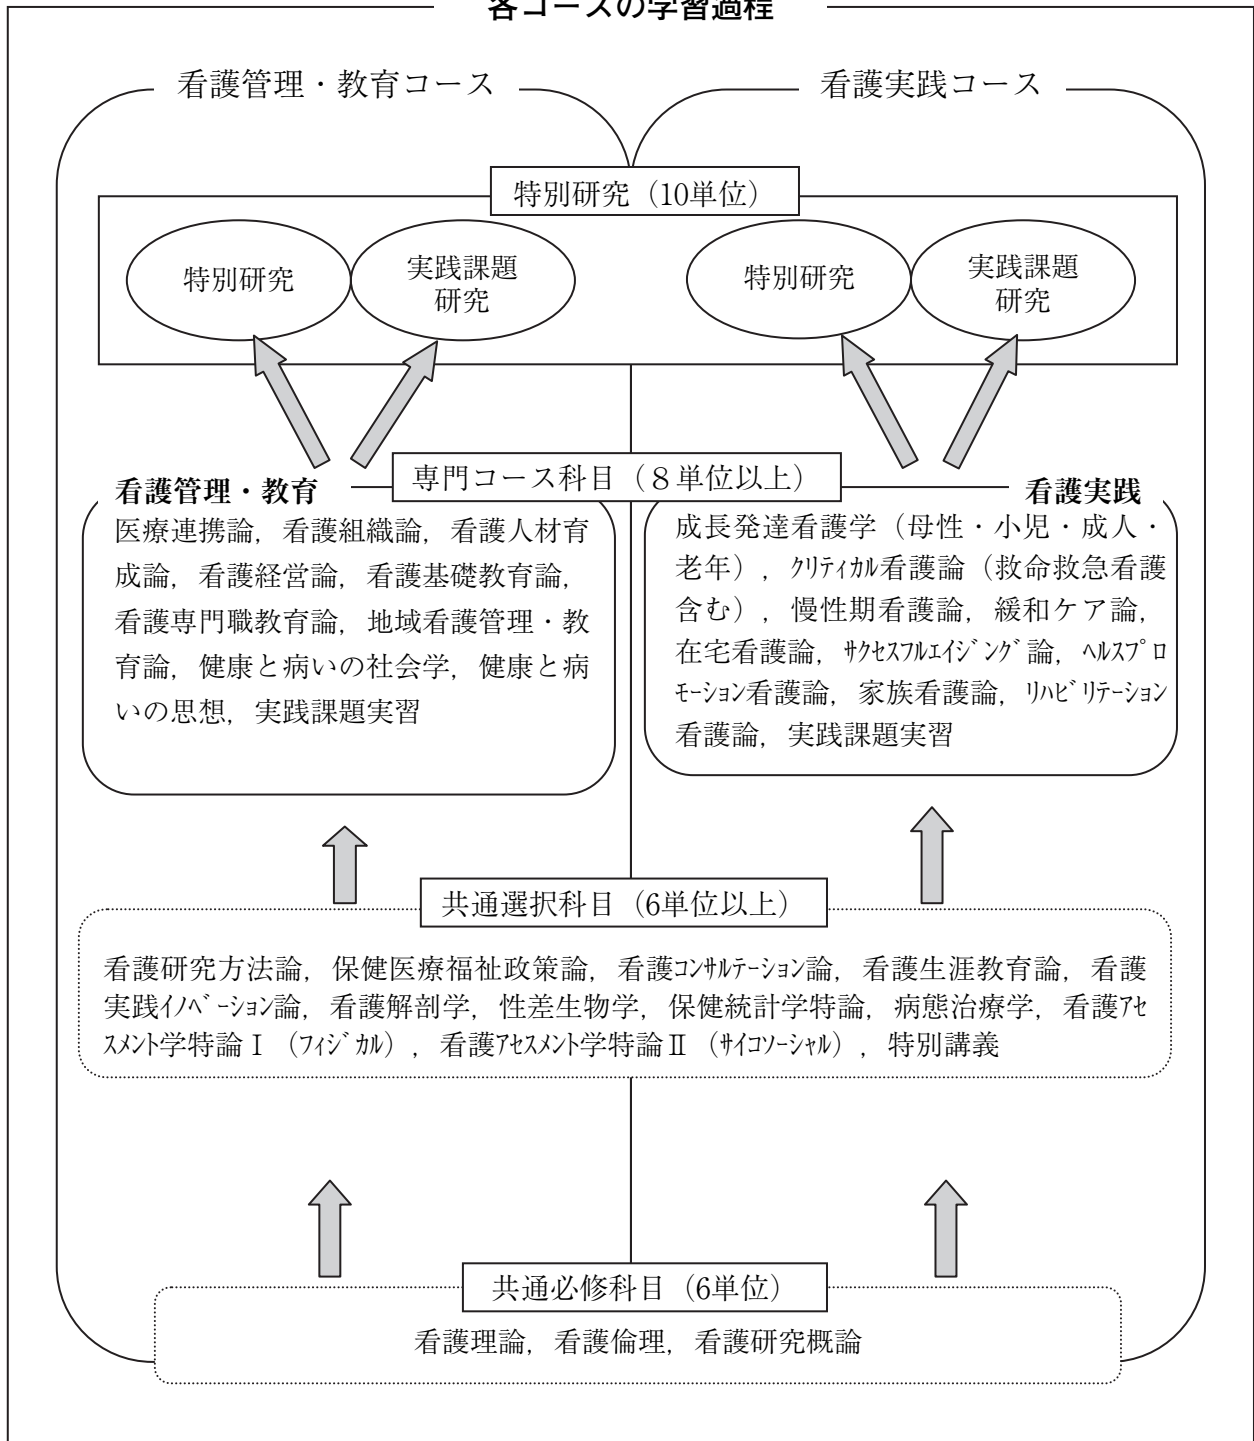 各コースの学習過程
看護管理・教育コース
看護実践コース
特別研究（10単位）
特別研究
実践課題
研究
特別研究
実践課題
研究
専門コース科目（８単位以上）
看護管理・教育
医療連携論，看護組織論，看護人材育
成論，看護経営論，看護基礎教育論，
看護専門職教育論，地域看護管理・教
育論，健康と病いの社会学，健康と病
いの思想，実践課題実習
看護実践
成長発達看護学（母性・小児・成人・
老年），ｸﾘﾃｨｶﾙ看護論（救命救急看護
含む），慢性期看護論，緩和ケア論，
在宅看護論，ｻｸｾｽﾌﾙｴｲｼﾞﾝｸﾞ論，ﾍﾙｽﾌﾟﾛ
ﾓｰｼｮﾝ看護論，家族看護論，ﾘﾊﾋﾞﾘﾃｰｼｮﾝ
看護論，実践課題実習
共通選択科目（6単位以上）
看護研究方法論，保健医療福祉政策論，看護ｺﾝｻﾙﾃｰｼｮﾝ論，看護生涯教育論，看護
実践ｲﾉﾍﾞｰｼｮﾝ論，看護解剖学，性差生物学，保健統計学特論，病態治療学，看護ｱｾ
ｽﾒﾝﾄ学特論Ⅰ（ﾌｨｼﾞｶﾙ），看護ｱｾｽﾒﾝﾄ学特論Ⅱ（ｻｲｺｿｰｼｬﾙ），特別講義
共通必修科目（6単位）
看護理論，看護倫理，看護研究概論